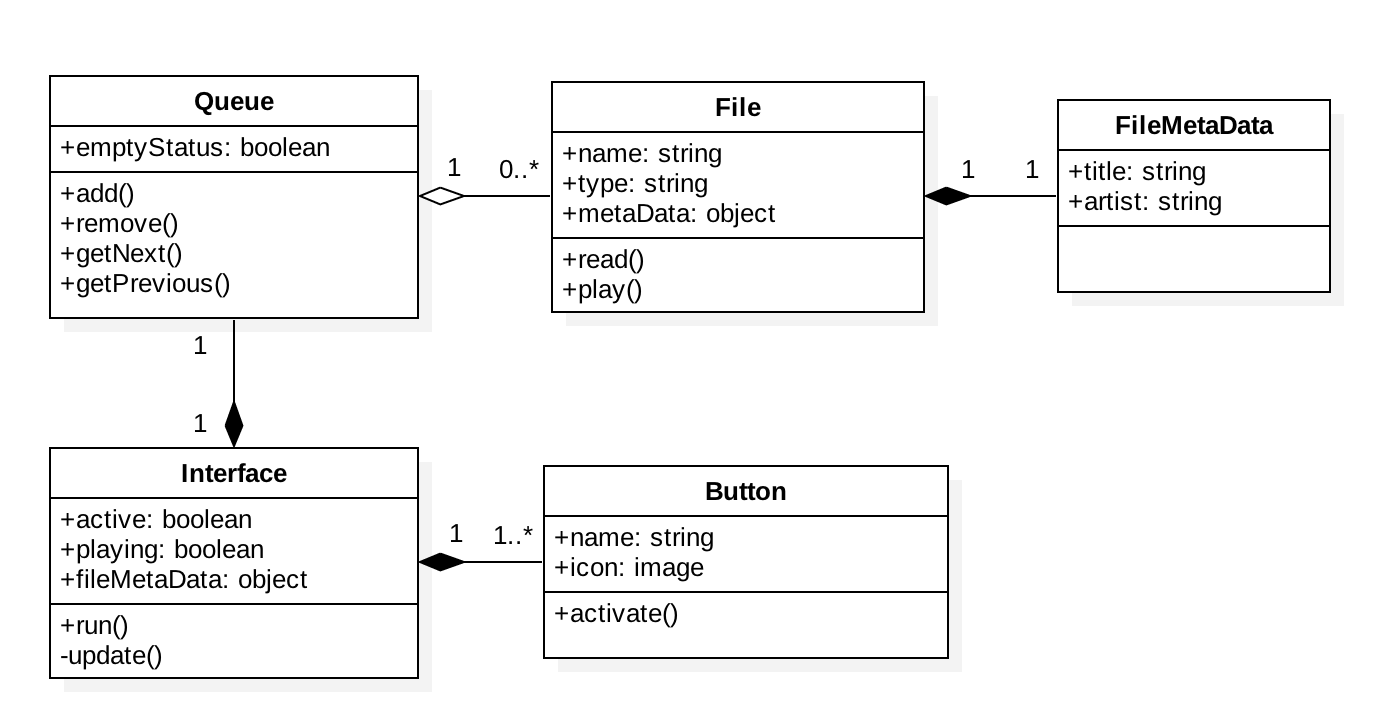 Queue
+emptyStatus: boolean
+add()
+remove()
+getNext()
+getPrevious()
1
0..*
File
+name: string
+type: string
+metaData: object
+read()
+play()
1
1
FileMetaData
+title: string
+artist: string
1
1
Interface
+active: boolean
+playing: boolean
+fileMetaData: object
+run()
-update()
1
1..*
Button
+name: string
+icon: image
+activate()